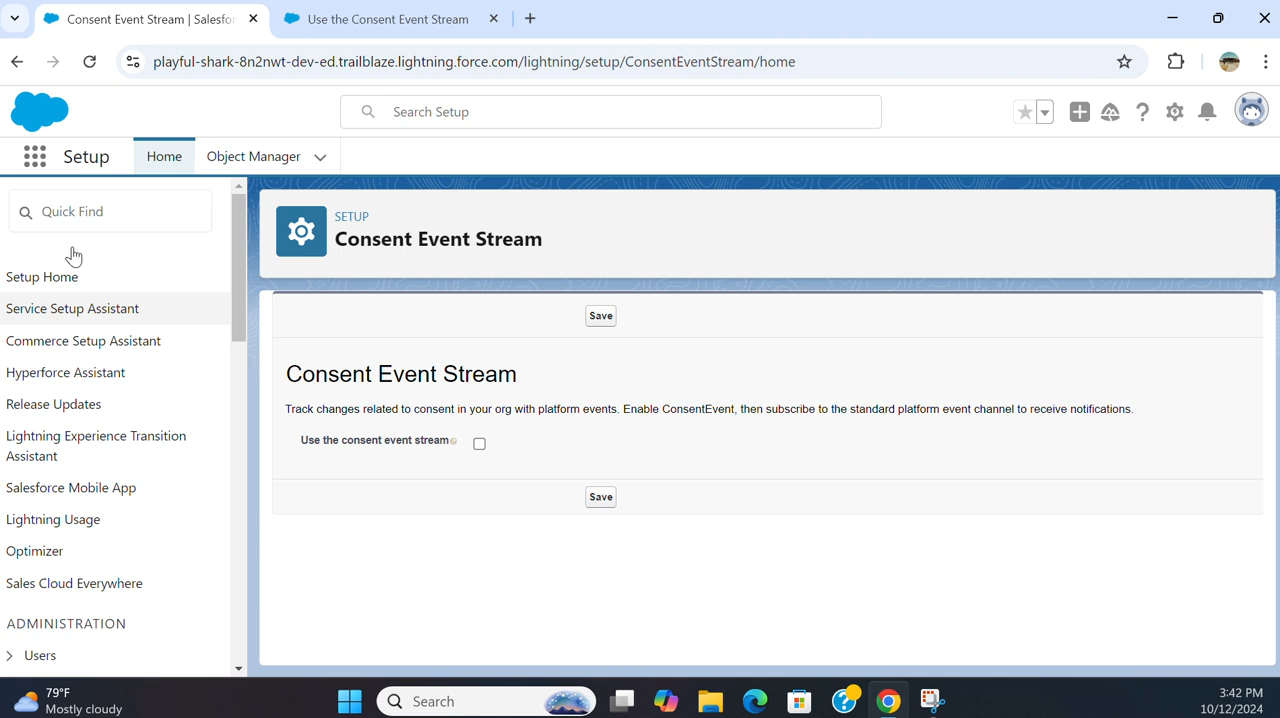 Consent Event Stream | Salesfo
Use the Consent Event Stream
playful-shark-8n2nwt-dev-ed.trailblaze.lightning.force.com/lightning/setup/ConsentEventStream/home
Search Setup
Setup
Home
Object Manager
Quick Find
Setup Home
Service Setup Assistant
Commerce Setup Assistant
Hyperforce Assistant
Release Updates
Lightning Experience Transition
Assistant
Salesforce Mobile App
Lightning Usage
Optimizer
Sales Cloud Everywhere
ADMINISTRATION
Users
SETUP
Consent Event Stream
Save
Consent Event Stream
Track changes related to consent in your org with platform events. Enable ConsentEvent, then subscribe to the standard platform event channel to receive notifications.
Use the consent event stream
Save
79°F
Mostly cloudy
Search
3:42 PM
10/12/2024